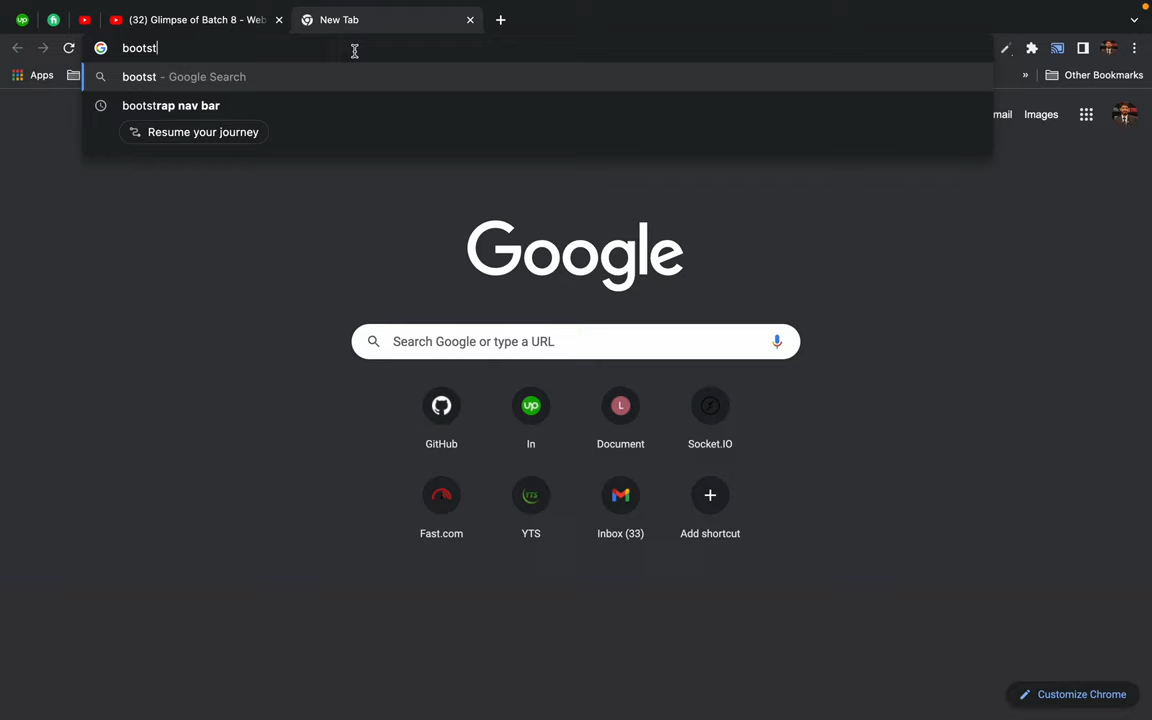 (32) Glimpse of Batch 8 - Web
New Tab
bootst
Apps
bootst - Google Search
bootstrap nav bar
Resume your journey
Other Bookmarks
mail
Images
Google
Search Google or type a URL
L
GitHub
In
Document
Socket.IO
YTS
Fast.com
YTS
Inbox (33)
Add shortcut
Customize Chrome